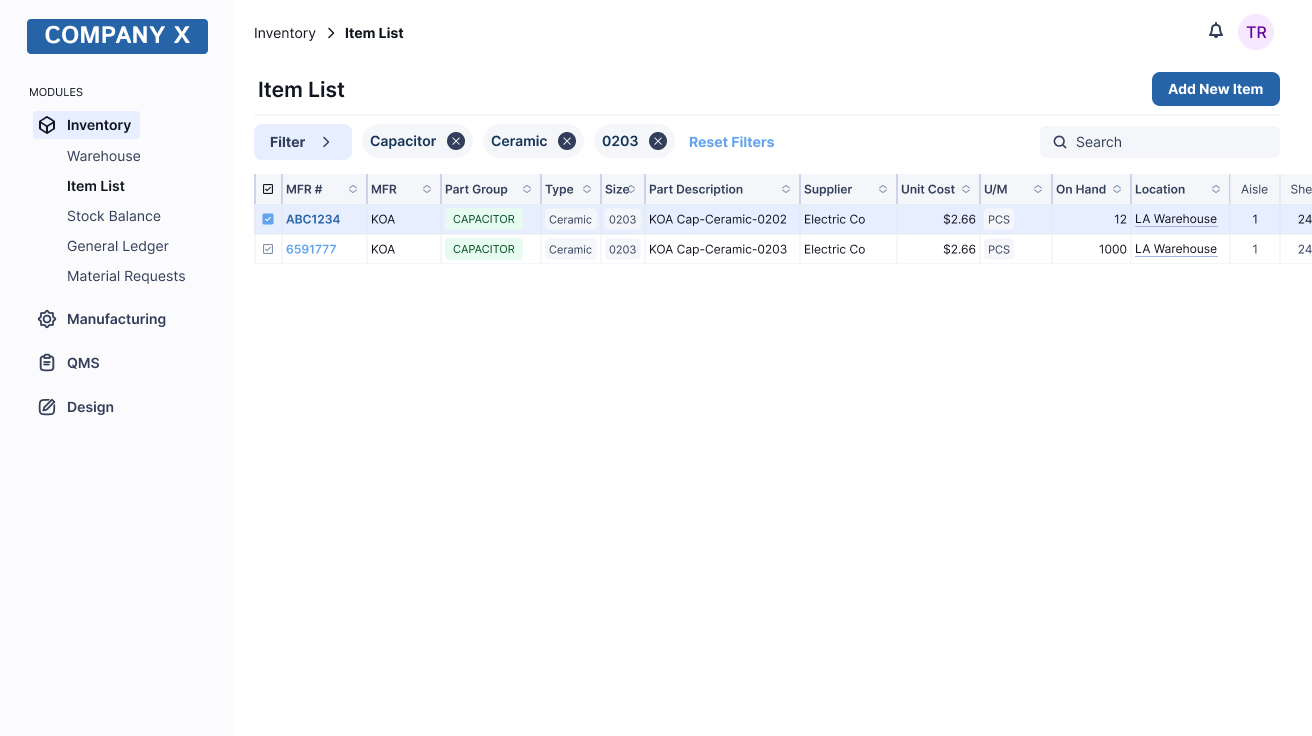 COMPANY X
MODULES
Inventory
Warehouse
Item List
Stock Balance
General Ledger
Material Requests
Manufacturing
QMS
Design
Inventory > Item List
TR
Item List
Add New Item
Filter
Capacitor
Ceramic
0203
Reset Filters
Search
MFR # MFR Part Group Type Size Part Description Supplier Unit Cost U/M On Hand Location Aisle She
ABC1234 KOA CAPACITOR Ceramic 0203 KOA Cap-Ceramic-0202 Electric Co $2.66 PCS 12 LA Warehouse 1 24
6591777 KOA CAPACITOR Ceramic 0203 KOA Cap-Ceramic-0203 Electric Co $2.66 PCS 1000 LA Warehouse 1 24